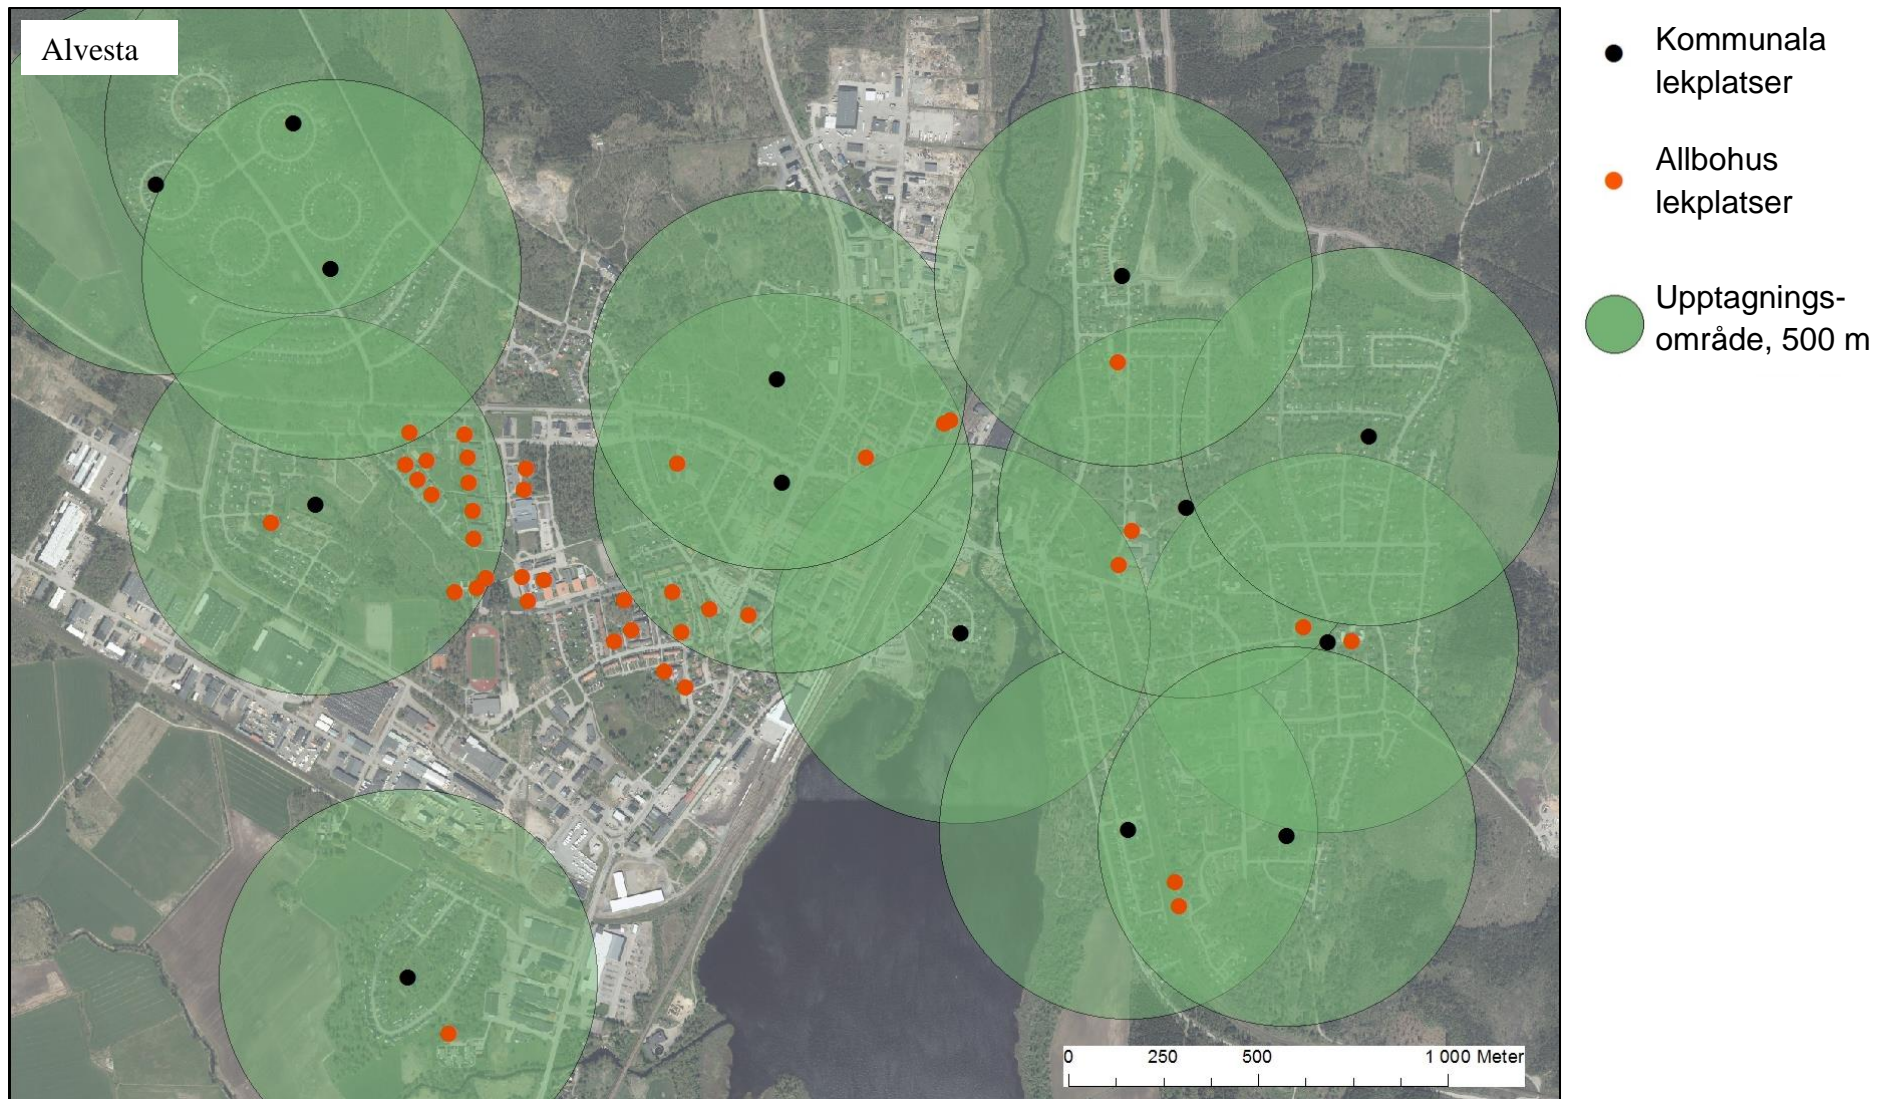 Alvesta
Kommunala
lekplatser
Allbohus
lekplatser
Upptagnings-
område, 500 m
0 250 500 1 000 Meter